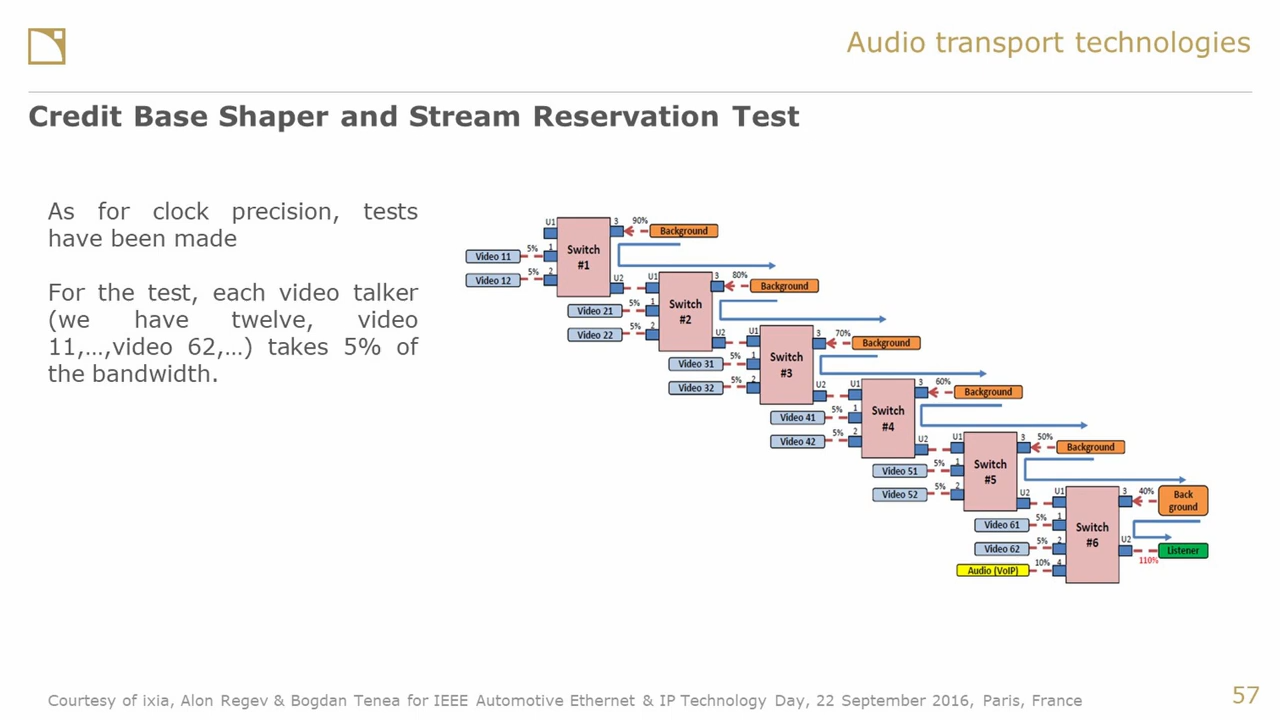 Audio transport technologies
Credit Base Shaper and Stream Reservation Test
As for clock precision, tests
have been made
For the test, each video talker
(we have twelve, video
11,...,video 62,...) takes 5% of
the bandwidth.
U1 3 90% Background
Video 11 5% 1 Switch #1
Video 12 5% 2 U2
U1 3 80% Background
Video 21 5% 1 Switch #2
Video 22 5% 2 U2
U1 3 70% Background
Video 31 5% 1 Switch #3
Video 32 5% 2 U2
U1 3 60% Background
Video 41 5% 1 Switch #4
Video 42 5% 2 U2
U1 3 50% Background
Video 51 5% 1 Switch #5
Video 52 5% 2 U2
U1 3 40% Back ground
Video 61 5% 1 Switch #6
Video 62 5% 2 U2 Listener
110%
Audio (VoIP) 10% 4
Courtesy of ixia, Alon Regev & Bogdan Tenea for IEEE Automotive Ethernet & IP Technology Day, 22 September 2016, Paris, France
57